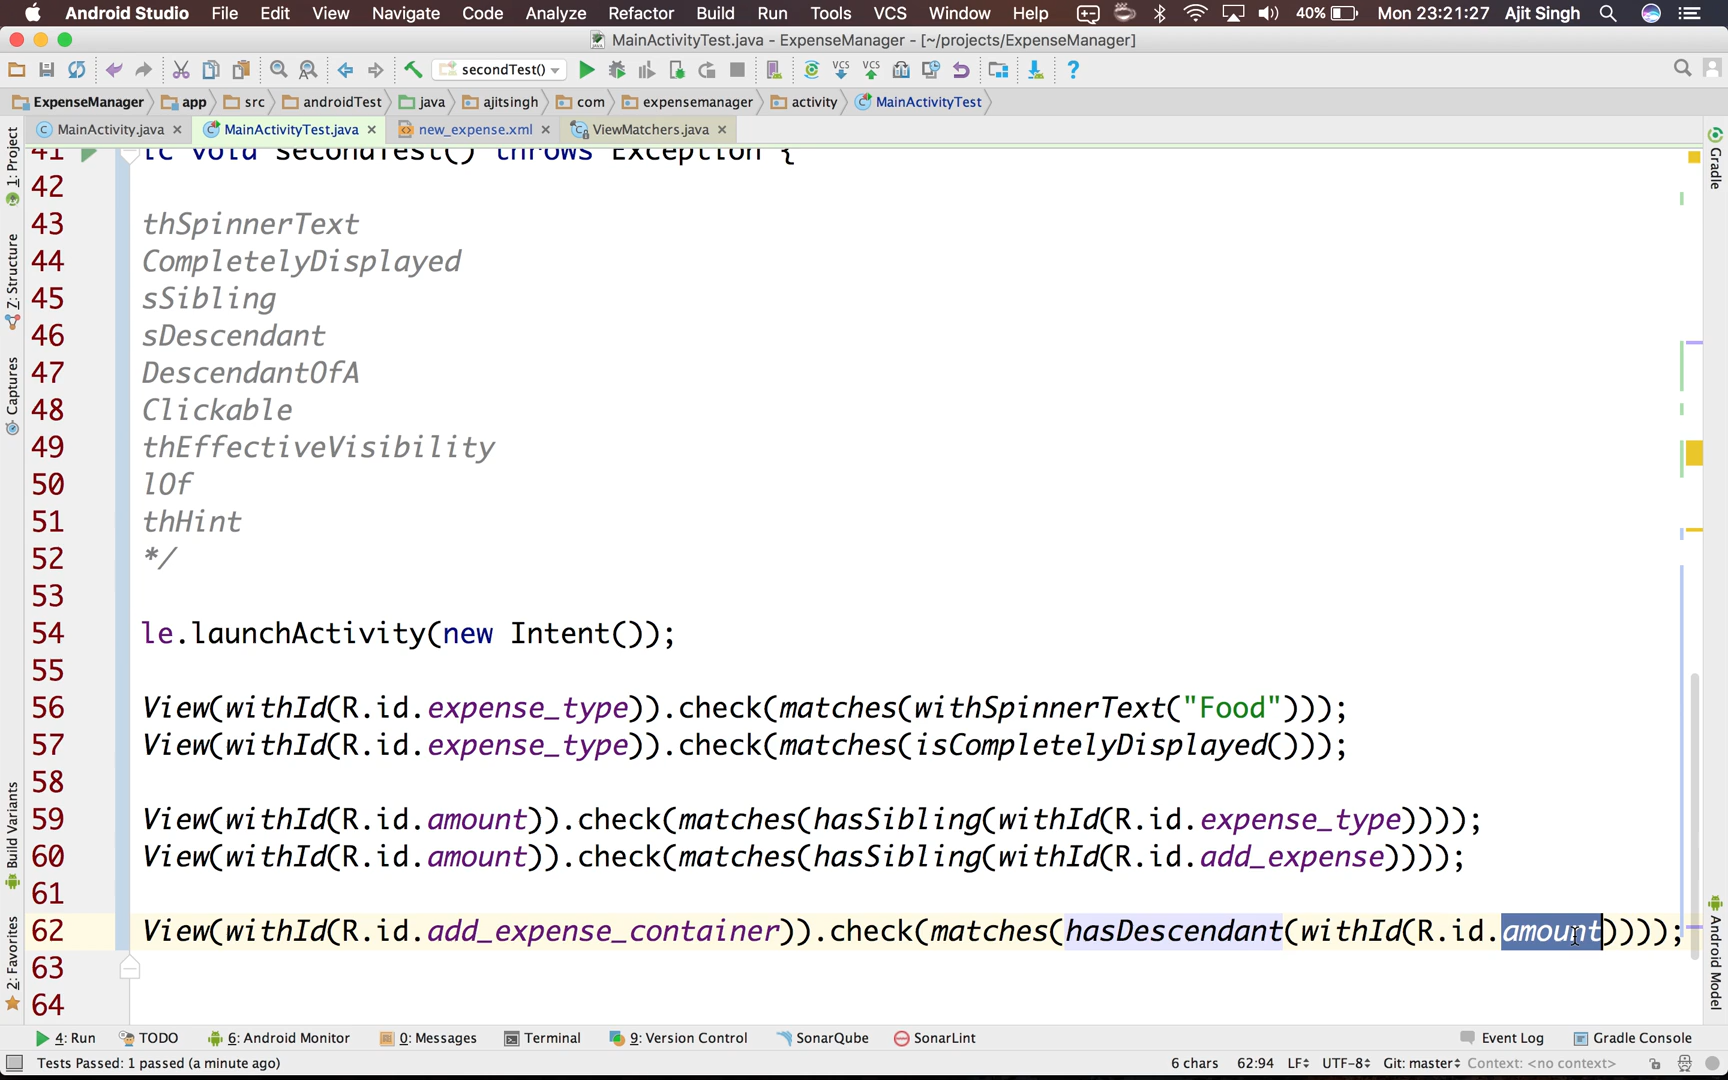 Android Studio File Edit View Navigate Code Analyze Refactor Build Run Tools VCS Window Help 40% Mon 23:21:27 Ajit Singh
MainActivityTest.java - ExpenseManager - [~/projects/ExpenseManager]
secondTest()
ExpenseManager app src androidTest java ajitsingh com expensemanager activity MainActivityTest
MainActivity.java MainActivityTest.java new_expense.xml ViewMatchers.java
1: Project
Z: Structure
Captures
Build Variants
2: Favorites
Gradle
Android Model
41 ic void secondTest() throws Exception {
42
43 thSpinnerText
44 CompletelyDisplayed
45 sSibling
46 sDescendant
47 DescendantOfA
48 Clickable
49 thEffectiveVisibility
50 lOf
51 thHint
52 */
53
54 le.launchActivity(new Intent());
55
56 View(withId(R.id.expense_type)).check(matches(withSpinnerText("Food")));
57 View(withId(R.id.expense_type)).check(matches(isCompletelyDisplayed()));
58
59 View(withId(R.id.amount)).check(matches(hasSibling(withId(R.id.expense_type))));
60 View(withId(R.id.amount)).check(matches(hasSibling(withId(R.id.add_expense))));
61
62 View(withId(R.id.add_expense_container)).check(matches(hasDescendant(withId(R.id.amount))));
63
64
4: Run TODO 6: Android Monitor 0: Messages Terminal 9: Version Control SonarQube SonarLint Event Log Gradle Console
Tests Passed: 1 passed (a minute ago) 6 chars 62:94 LF UTF-8 Git: master Context: <no context>